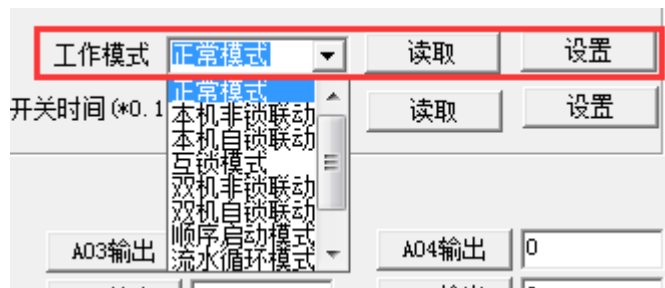 工作模式 正常模式 读取 设置
正常模式
开关时间(*0.1 读取 设置
本机非锁联动
本机自锁联动
互锁模式
双机非锁联动
双机自锁联动
顺序启动模式
流水循环模式
A03输出 A04输出 0